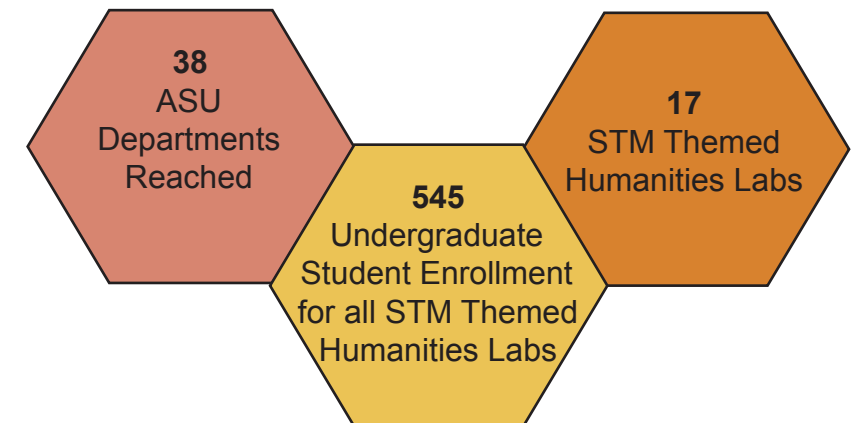 38
ASU
Departments
Reached
545
Undergraduate
Student Enrollment
for all STM Themed
Humanities Labs
17
STM Themed
Humanities Labs